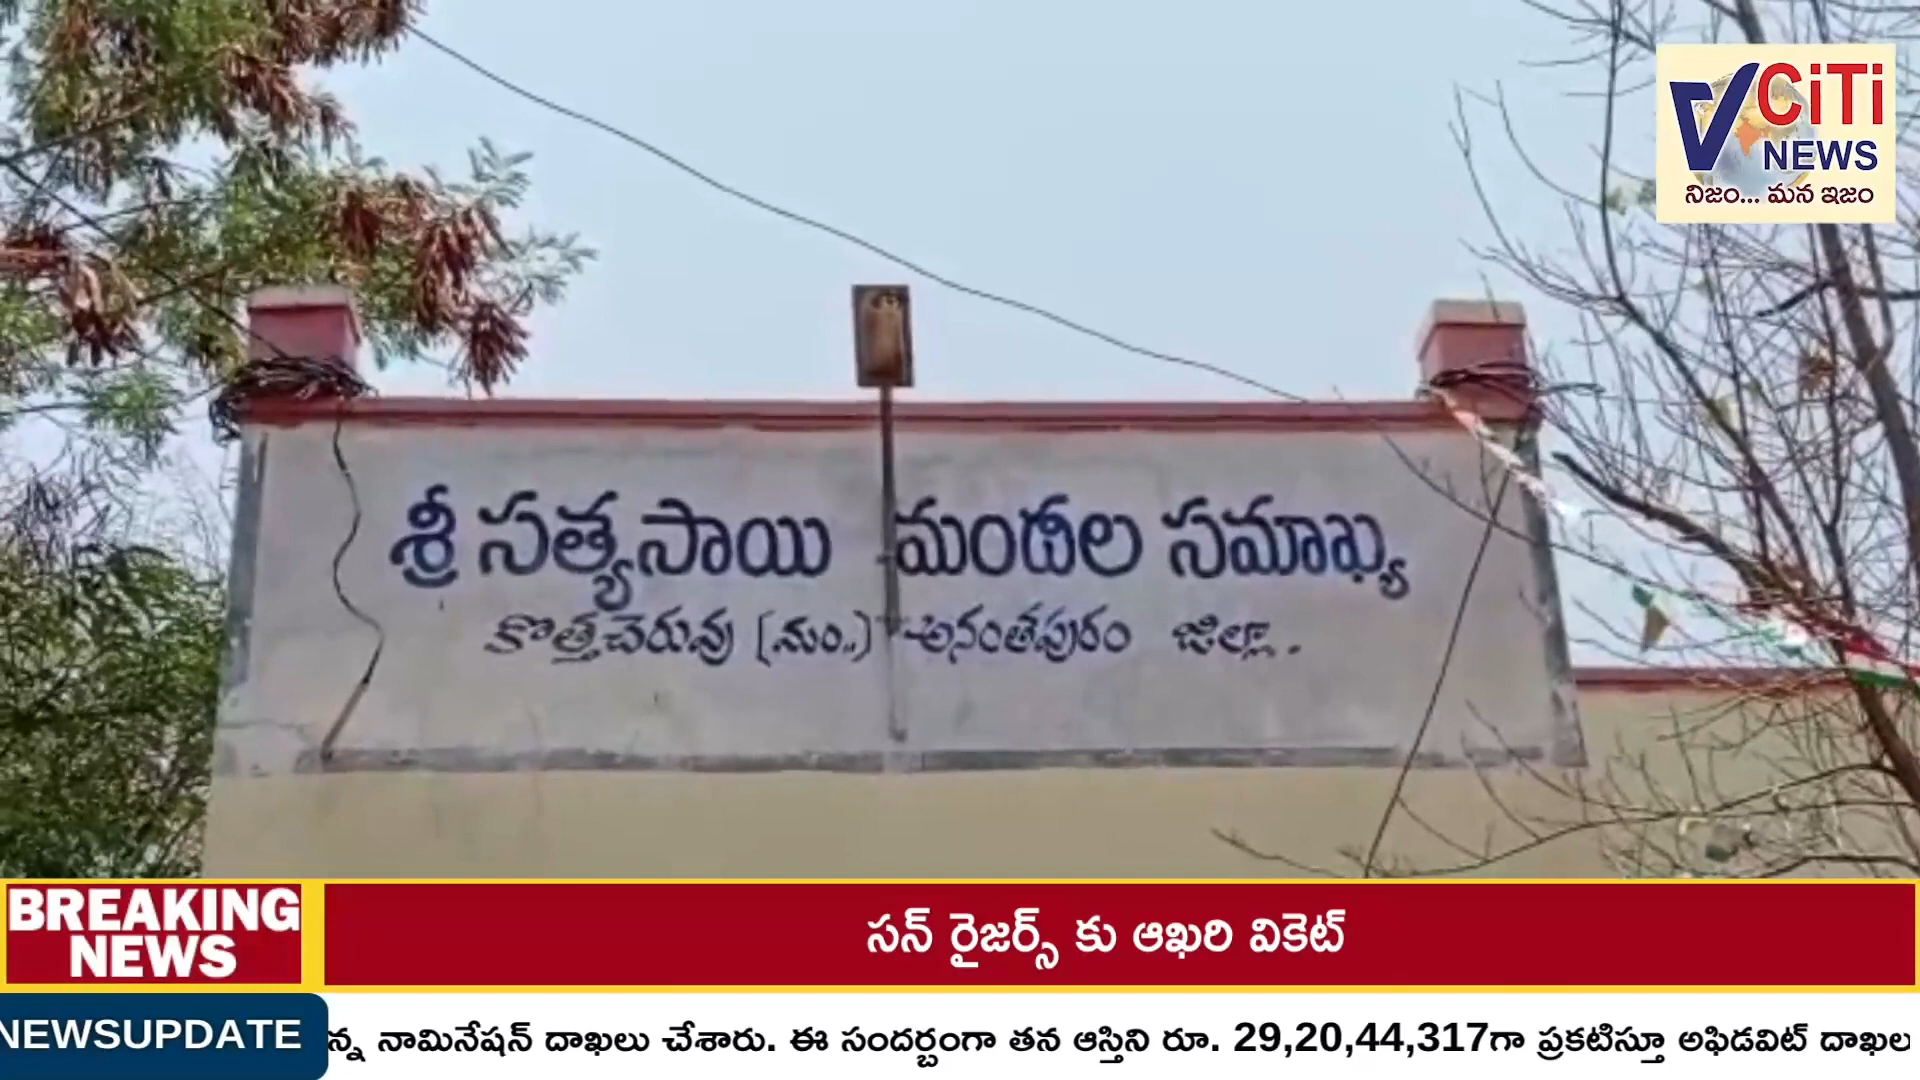 CiTi
NEWS
నిజం... మన ఇజం
శ్రీ సత్యసాయి మండల సమాఖ్య
కొత్తచెరువు (మం..) అనంతపురం జిల్లా.
BREAKING
NEWS
సన్ రైజర్స్ కు ఆఖరి వికెట్
NEWSUPDATE
న్న నామినేషన్ దాఖలు చేశారు. ఈ సందర్భంగా తన ఆస్తిని రూ. 29,20,44,317గా ప్రకటిస్తూ అఫిడవిట్ దాఖల